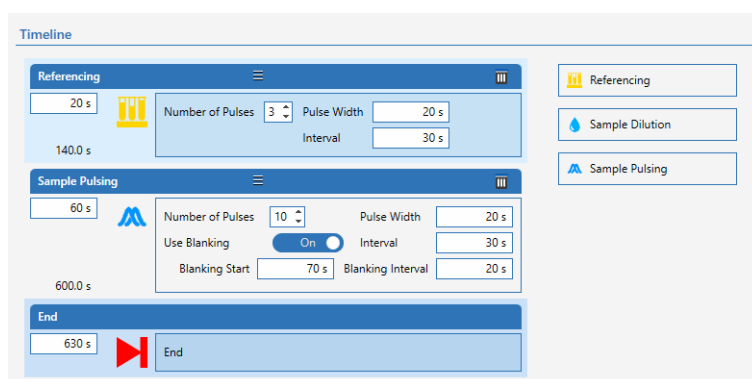 Timeline
Referencing
20 s
Number of Pulses 3 Pulse Width 20 s
Interval 30 s
140.0 s
Sample Pulsing
60 s
Number of Pulses 10 Pulse Width 20 s
Use Blanking On Interval 30 s
Blanking Start 70 s Blanking Interval 20 s
600.0 s
End
630 s
End
Referencing
Sample Dilution
Sample Pulsing